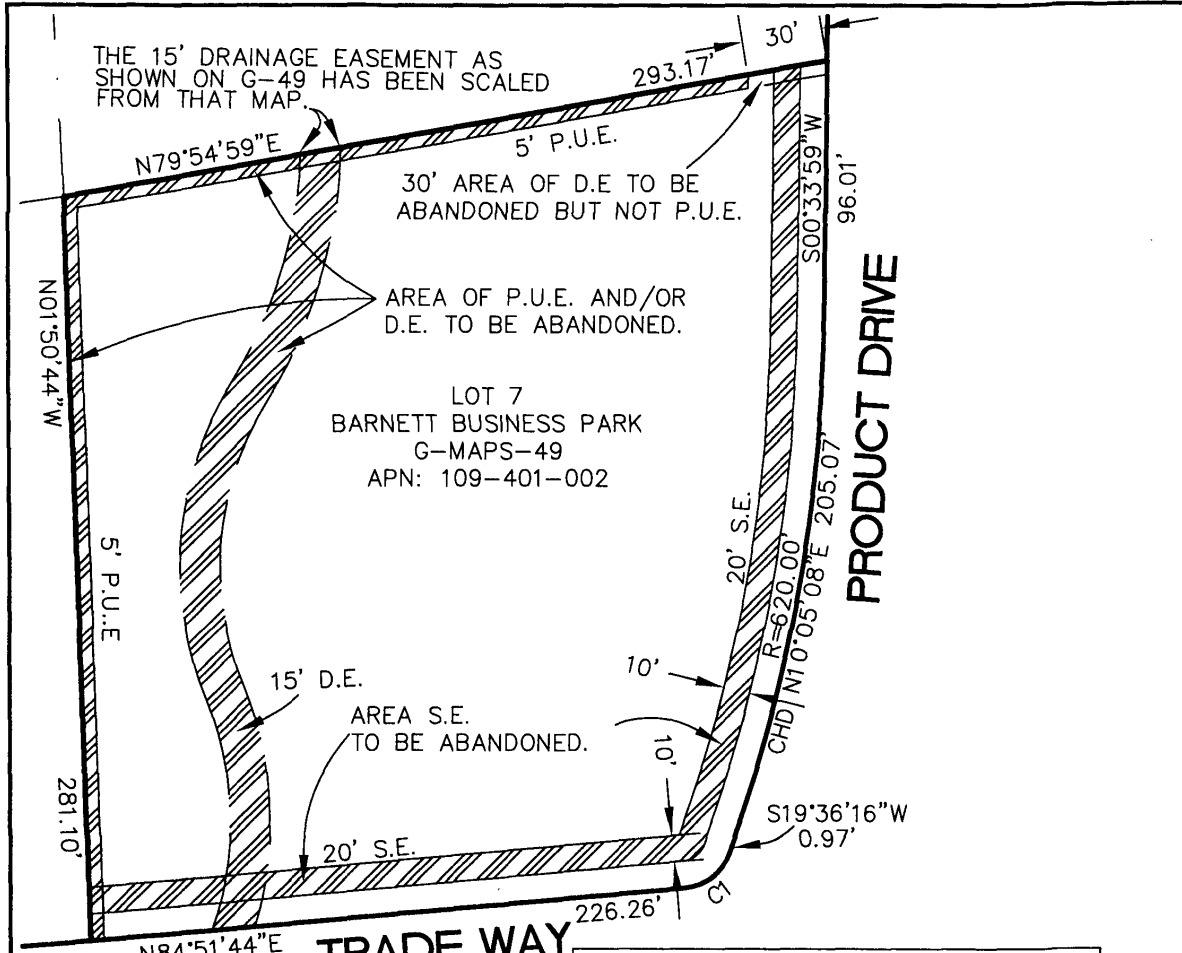 THE 15' DRAINAGE EASEMENT AS
SHOWN ON G-49 HAS BEEN SCALED
FROM THAT MAP.
30'
293.17'
N79°54'59"E
5' P.U.E.
30' AREA OF D.E TO BE
ABANDONED BUT NOT P.U.E.
S00°33'59"W
96.01'
N01°50'44"W
AREA OF P.U.E. AND/OR
D.E. TO BE ABANDONED.
PRODUCT DRIVE
LOT 7
BARNETT BUSINESS PARK
G-MAPS-49
APN: 109-401-002
5' P.U..E
20' S.E.
R=620.00'
CHD N10°05'08"E 205.07'
10'
15' D.E.
AREA S.E.
TO BE ABANDONED.
10'
281.10'
S19°36'16"W
0.97'
20' S.E.
C1
226.26'
N84°51'44"E
TRADE WAY